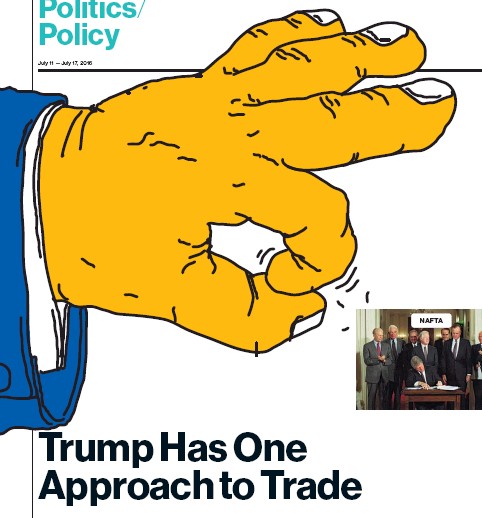 Politics/
Policy
July 11 — July 17, 2016
NAFTA
Trump Has One
Approach to Trade